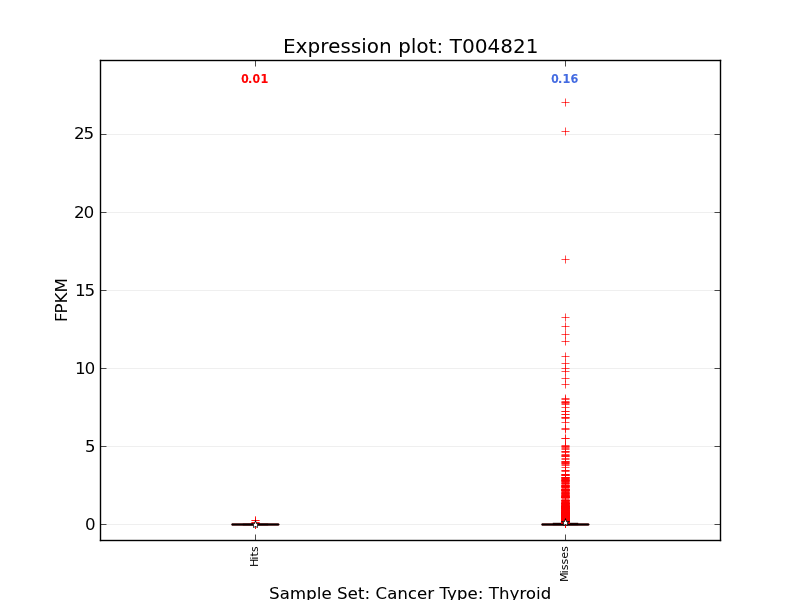 Expression plot: T004821
0.01
0.16
25
20
15
10
5
0
FPKM
Hits
Misses
Sample Set: Cancer Type: Thyroid